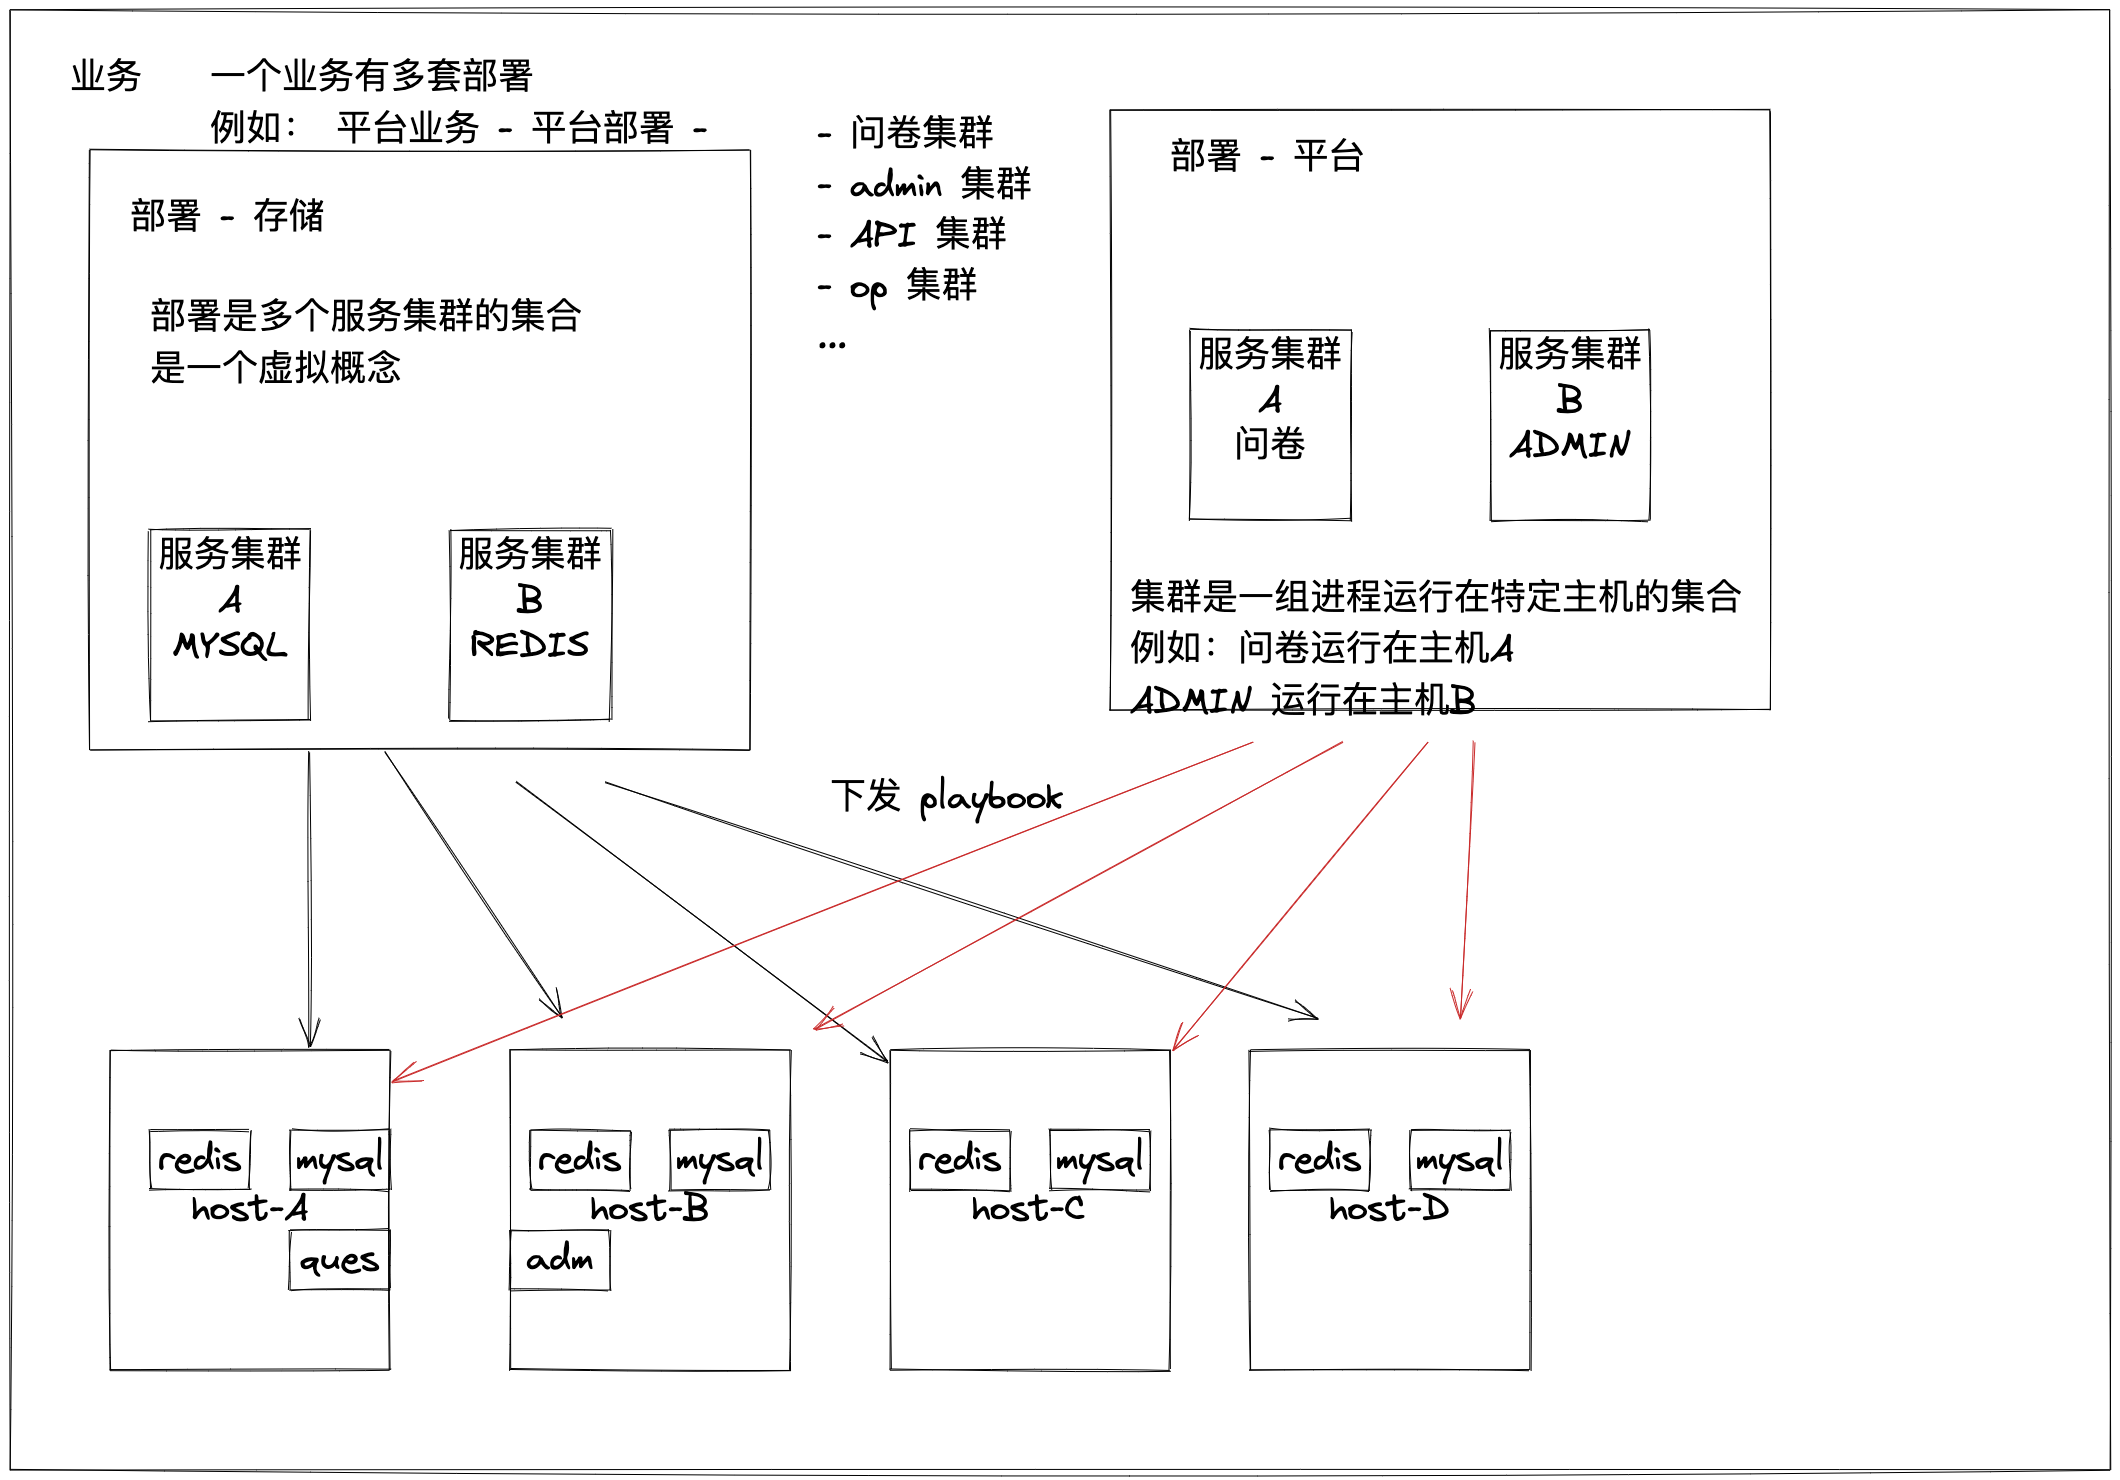 业务
一个业务有多套部署
例如： 平台业务 - 平台部署 -
- 问卷集群
- admin 集群
- API 集群
- op 集群
...
部署 - 存储
部署是多个服务集群的集合
是一个虚拟概念
服务集群
A
MYSQL
服务集群
B
REDIS
部署 - 平台
服务集群
A
问卷
服务集群
B
ADMIN
集群是一组进程运行在特定主机的集合
例如：问卷运行在主机A
ADMIN 运行在主机B
下发 playbook
redis
mysql
host-A
ques
redis
mysql
host-B
adm
redis
mysql
host-C
redis
mysql
host-D